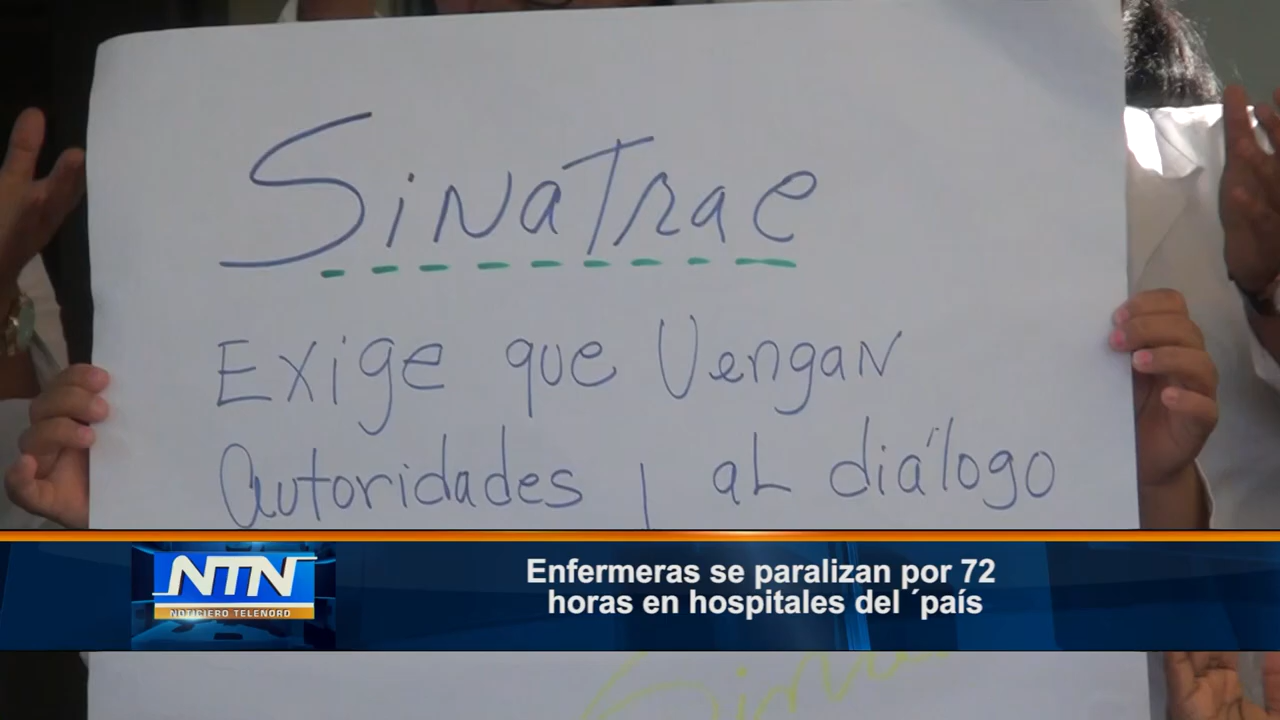 SiNaTrae
Exige que Vengan
Autoridades, al diálogo
NTN
NOTICIERO TELENORD
Enfermeras se paralizan por 72
horas en hospitales del ´país